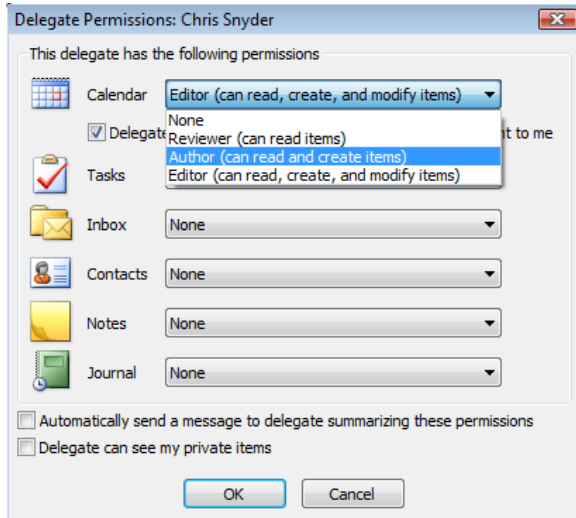 Delegate Permissions: Chris Snyder
This delegate has the following permissions
Calendar Editor (can read, create, and modify items)
None
Delegate nt to me
Reviewer (can read items)
Author (can read and create items)
Tasks
Editor (can read, create, and modify items)
Inbox None
Contacts None
Notes None
Journal None
Automatically send a message to delegate summarizing these permissions
Delegate can see my private items
OK Cancel